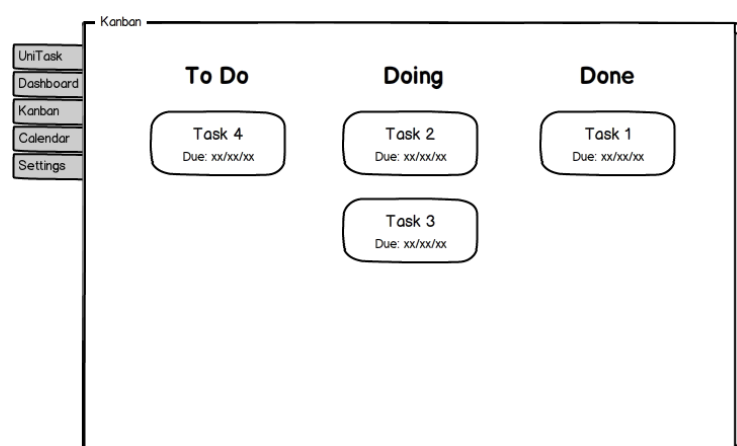 Kanban
UniTask
Dashboard
Kanban
Calendar
Settings
To Do
Doing
Done
Task 4
Due: xx/xx/xx
Task 2
Due: xx/xx/xx
Task 3
Due: xx/xx/xx
Task 1
Due: xx/xx/xx